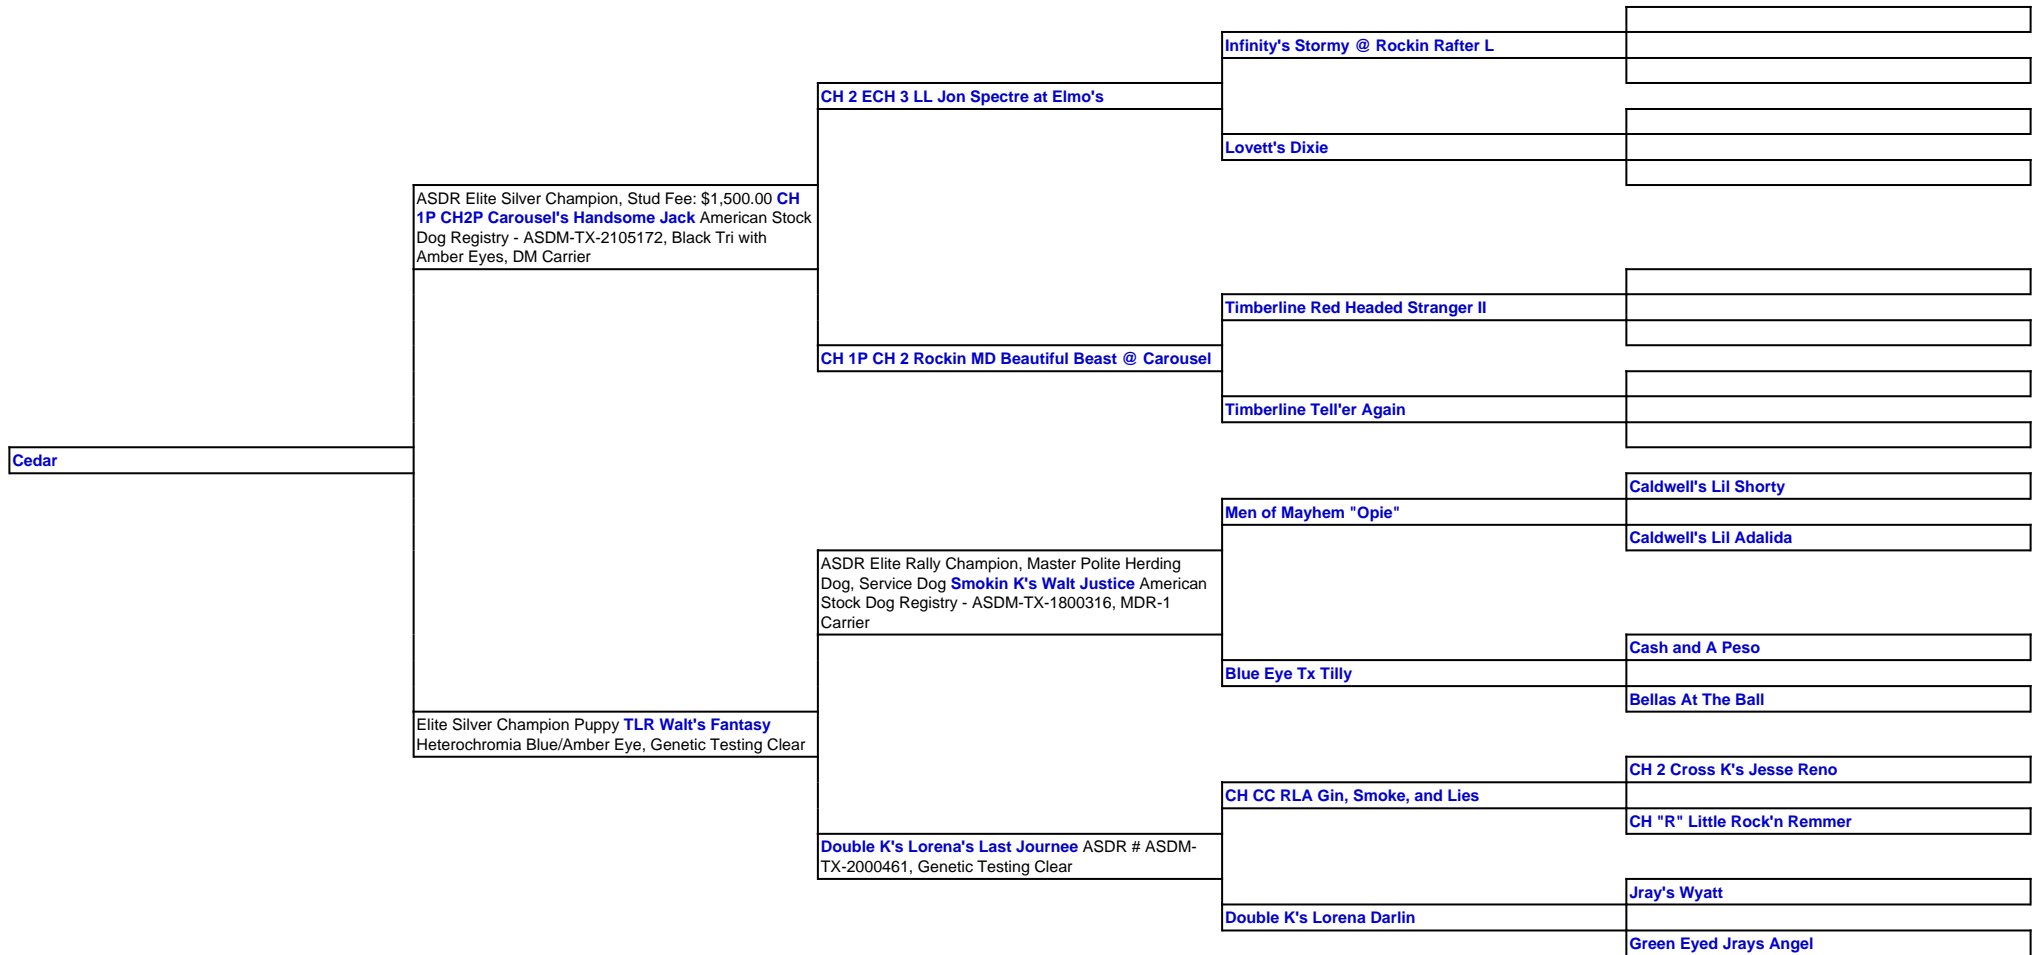 Infinity's Stormy @ Rockin Rafter L
CH 2 ECH 3 LL Jon Spectre at Elmo's
Lovett's Dixie
ASDR Elite Silver Champion, Stud Fee: $1,500.00 CH
1P CH2P Carousel's Handsome Jack American Stock
Dog Registry - ASDM-TX-2105172, Black Tri with
Amber Eyes, DM Carrier
Timberline Red Headed Stranger II
CH 1P CH 2 Rockin MD Beautiful Beast @ Carousel
Timberline Tell'er Again
Cedar
Caldwell's Lil Shorty
Men of Mayhem "Opie"
Caldwell's Lil Adalida
ASDR Elite Rally Champion, Master Polite Herding
Dog, Service Dog Smokin K's Walt Justice American
Stock Dog Registry - ASDM-TX-1800316, MDR-1
Carrier
Cash and A Peso
Blue Eye Tx Tilly
Bellas At The Ball
Elite Silver Champion Puppy TLR Walt's Fantasy
Heterochromia Blue/Amber Eye, Genetic Testing Clear
CH 2 Cross K's Jesse Reno
CH CC RLA Gin, Smoke, and Lies
CH "R" Little Rock'n Remmer
Double K's Lorena's Last Journee ASDR # ASDM-
TX-2000461, Genetic Testing Clear
Jray's Wyatt
Double K's Lorena Darlin
Green Eyed Jrays Angel